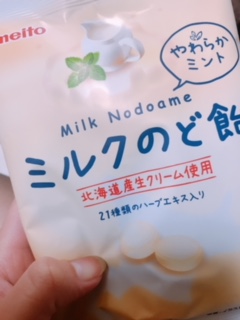 meito
やわらか
ミント
Milk Nodoame
ミルクのど飴
北海道産生クリーム使用
21種類のハーブエキス入り